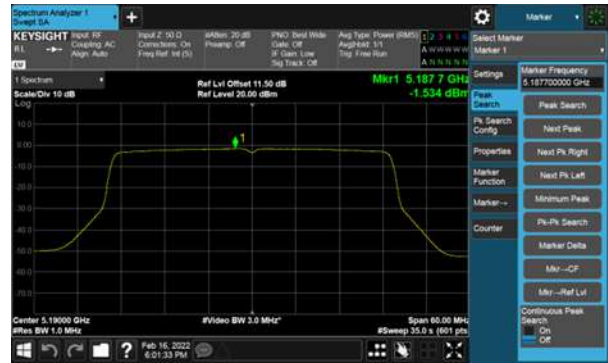 Spectrum Analyzer 1
Swept SA
+
Marker
KEYSIGHT Input: RF Input Z: 50 Ω #Atten: 20 dB PNO: Best Wide Avg Type: Power (RMS) 1 2 3 4 5 6
RL Coupling: AC Corrections: On Preamp: Off Gate: Off Avg|Hold: 1/1 A W W W W W
Align: Auto Freq Ref: Int (S) IF Gain: Low Trig: Free Run
Sig Track: Off A N N N N N
Select Marker
Marker 1
1 Spectrum
Ref Lvl Offset 11.50 dB
Mkr1 5.187 7 GHz
Scale/Div 10 dB
Ref Level 20.00 dBm
-1.534 dBm
Log
10.0
0.00
-10.0
-20.0
-30.0
-40.0
-50.0
-60.0
-70.0
1
Center 5.19000 GHz
#Video BW 3.0 MHz*
Span 60.00 MHz
#Res BW 1.0 MHz
#Sweep 35.0 s (601 pts)
Settings
Peak
Search
Pk Search
Config
Properties
Marker
Function
Marker→
Counter
Marker Frequency
5.187700000 GHz
Peak Search
Next Peak
Next Pk Right
Next Pk Left
Minimum Peak
Pk-Pk Search
Marker Delta
Mkr→CF
Mkr→Ref Lvl
Continuous Peak
Search
On
Off
?
Feb 16, 2022
6:01:33 PM